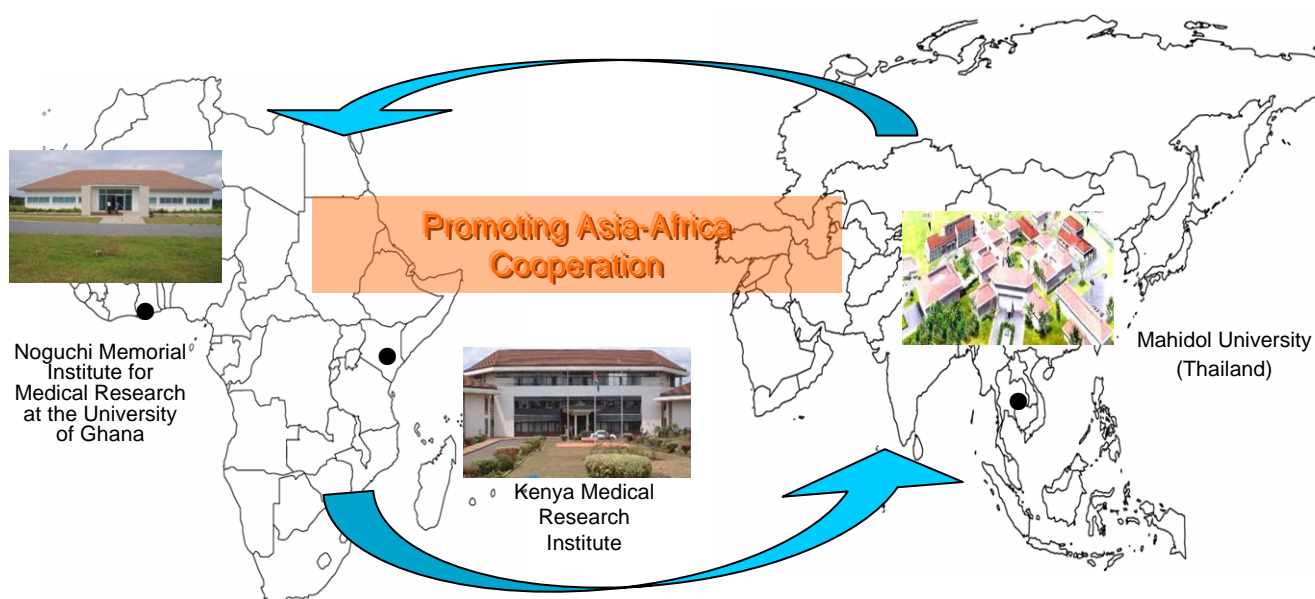 Promoting Asia-Africa
Cooperation
Noguchi Memorial
Institute for
Medical Research
at the University
of Ghana
Kenya Medical
Research
Institute
Mahidol University
(Thailand)